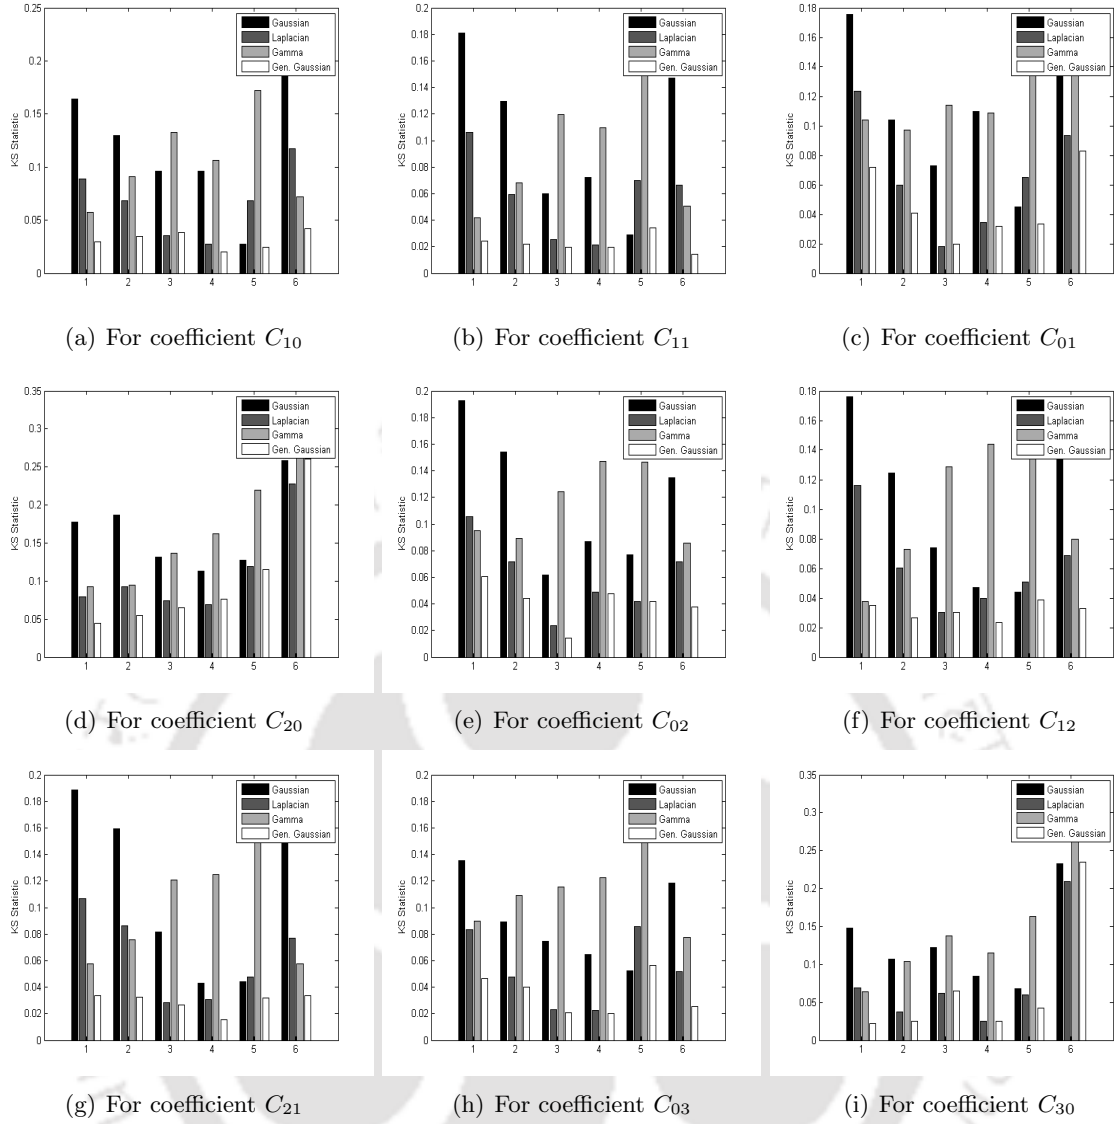 0.25
0.2
0.15
0.1
0.05
0
KS Statistic
Gaussian
Laplacian
Gamma
Gen. Gaussian
1 2 3 4 5 6
(a) For coefficient C10
0.2
0.18
0.16
0.14
0.12
0.1
0.08
0.06
0.04
0.02
0
KS Statistic
Gaussian
Laplacian
Gamma
Gen. Gaussian
1 2 3 4 5 6
(b) For coefficient C11
0.18
0.16
0.14
0.12
0.1
0.08
0.06
0.04
0.02
0
KS Statistic
Gaussian
Laplacian
Gamma
Gen. Gaussian
1 2 3 4 5 6
(c) For coefficient C01
0.35
0.3
0.25
0.2
0.15
0.1
0.05
0
KS Statistic
Gaussian
Laplacian
Gamma
Gen. Gaussian
1 2 3 4 5 6
(d) For coefficient C20
0.2
0.18
0.16
0.14
0.12
0.1
0.08
0.06
0.04
0.02
0
KS Statistic
Gaussian
Laplacian
Gamma
Gen. Gaussian
1 2 3 4 5 6
(e) For coefficient C02
0.18
0.16
0.14
0.12
0.1
0.08
0.06
0.04
0.02
0
KS Statistic
Gaussian
Laplacian
Gamma
Gen. Gaussian
1 2 3 4 5 6
(f) For coefficient C12
0.2
0.18
0.16
0.14
0.12
0.1
0.08
0.06
0.04
0.02
0
KS Statistic
Gaussian
Laplacian
Gamma
Gen. Gaussian
1 2 3 4 5 6
(g) For coefficient C21
0.2
0.18
0.16
0.14
0.12
0.1
0.08
0.06
0.04
0.02
0
KS Statistic
Gaussian
Laplacian
Gamma
Gen. Gaussian
1 2 3 4 5 6
(h) For coefficient C03
0.35
0.3
0.25
0.2
0.15
0.1
0.05
0
KS Statistic
Gaussian
Laplacian
Gamma
Gen. Gaussian
1 2 3 4 5 6
(i) For coefficient C30